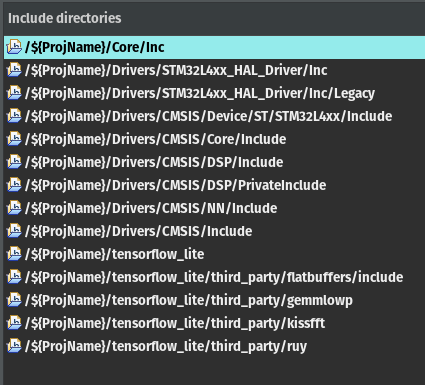 Include directories
/${ProjName}/Core/Inc
/${ProjName}/Drivers/STM32L4xx_HAL_Driver/Inc
/${ProjName}/Drivers/STM32L4xx_HAL_Driver/Inc/Legacy
/${ProjName}/Drivers/CMSIS/Device/ST/STM32L4xx/Include
/${ProjName}/Drivers/CMSIS/Core/Include
/${ProjName}/Drivers/CMSIS/DSP/Include
/${ProjName}/Drivers/CMSIS/DSP/PrivateInclude
/${ProjName}/Drivers/CMSIS/NN/Include
/${ProjName}/Drivers/CMSIS/Include
/${ProjName}/tensorflow_lite
/${ProjName}/tensorflow_lite/third_party/flatbuffers/include
/${ProjName}/tensorflow_lite/third_party/gemmlowp
/${ProjName}/tensorflow_lite/third_party/kissfft
/${ProjName}/tensorflow_lite/third_party/ruy